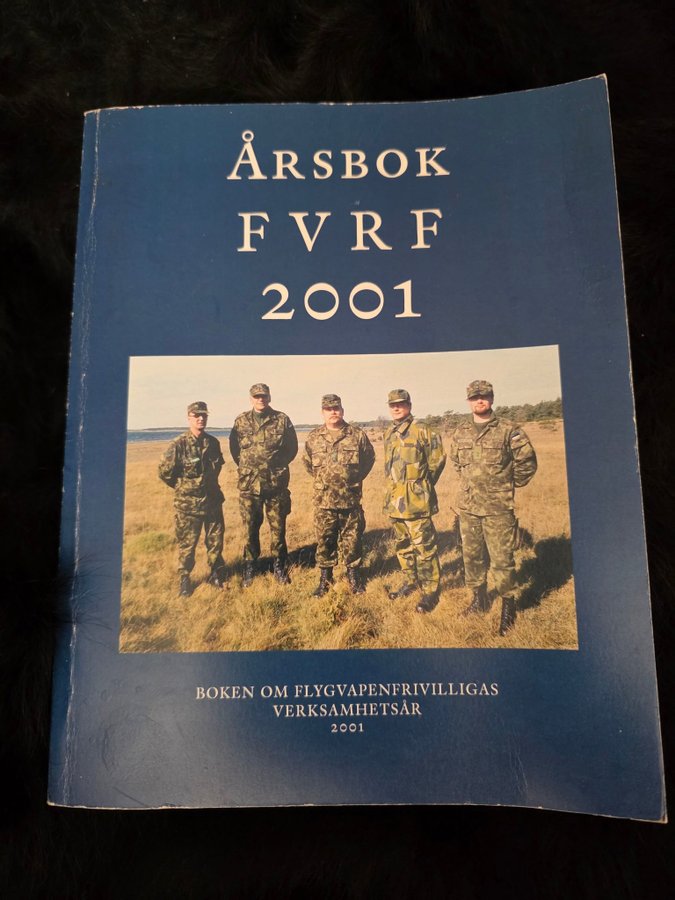 ÅRSBOK
FVRF
2001
BOKEN OM FLYGVAPENFRIVILLIGAS
VERKSAMHETSÅR
2001